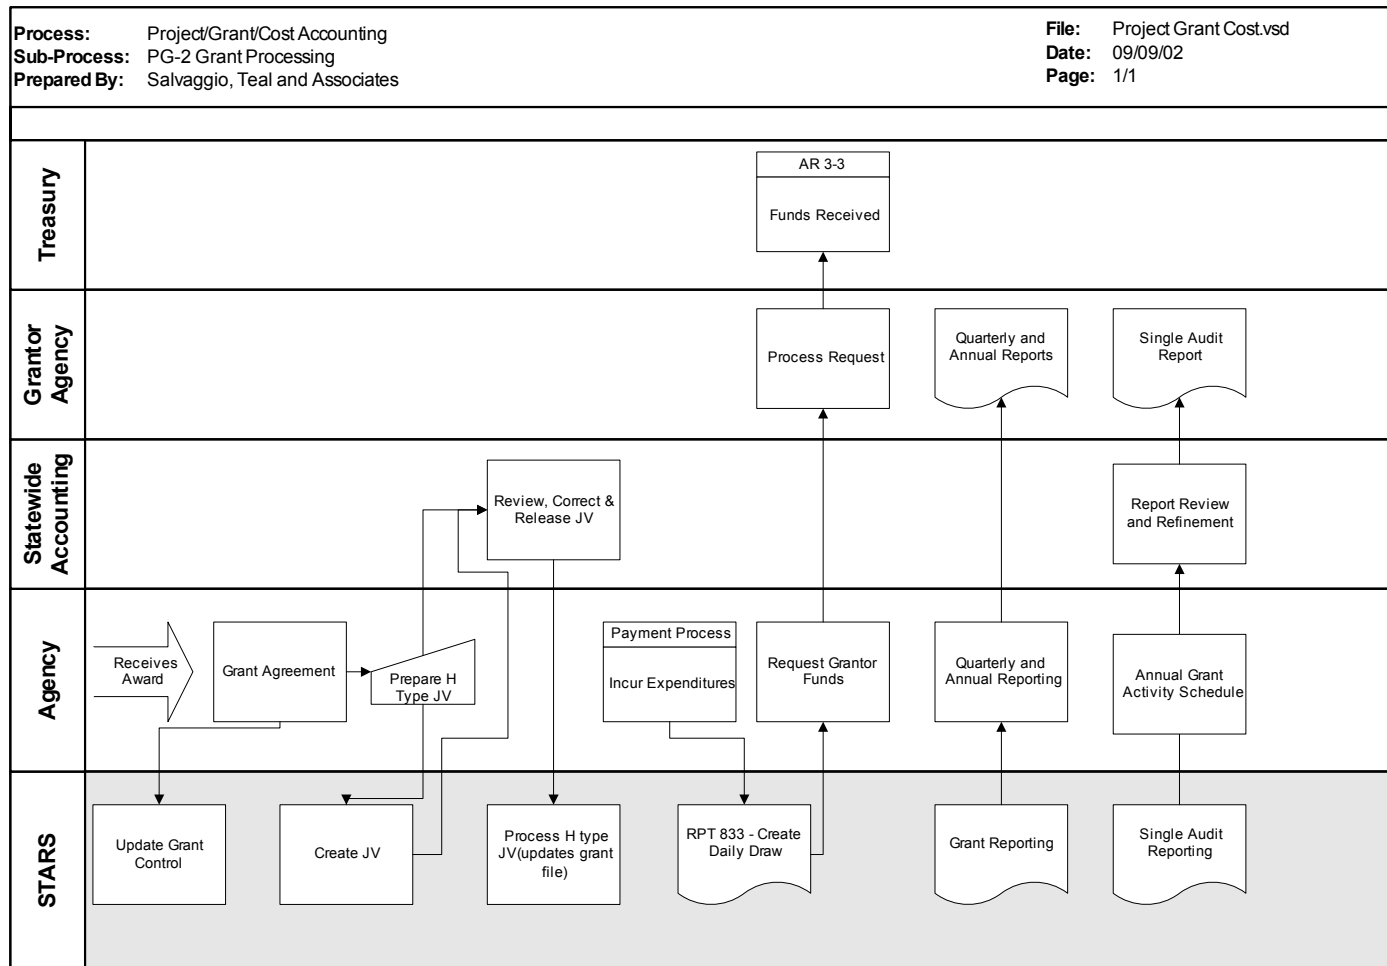 Process: Project/Grant/Cost Accounting
Sub-Process: PG-2 Grant Processing
Prepared By: Salvaggio, Teal and Associates
File: Project Grant Cost.vsd
Date: 09/09/02
Page: 1/1
Treasury
AR 3-3
Funds Received
Grantor
Agency
Process Request
Quarterly and
Annual Reports
Single Audit
Report
Statewide
Accounting
Review, Correct &
Release JV
Report Review
and Refinement
Agency
Receives
Award
Grant Agreement
Prepare H
Type JV
Payment Process
Incur Expenditures
Request Grantor
Funds
Quarterly and
Annual Reporting
Annual Grant
Activity Schedule
STARS
Update Grant
Control
Create JV
Process H type
JV(updates grant
file)
RPT 833 - Create
Daily Draw
Grant Reporting
Single Audit
Reporting